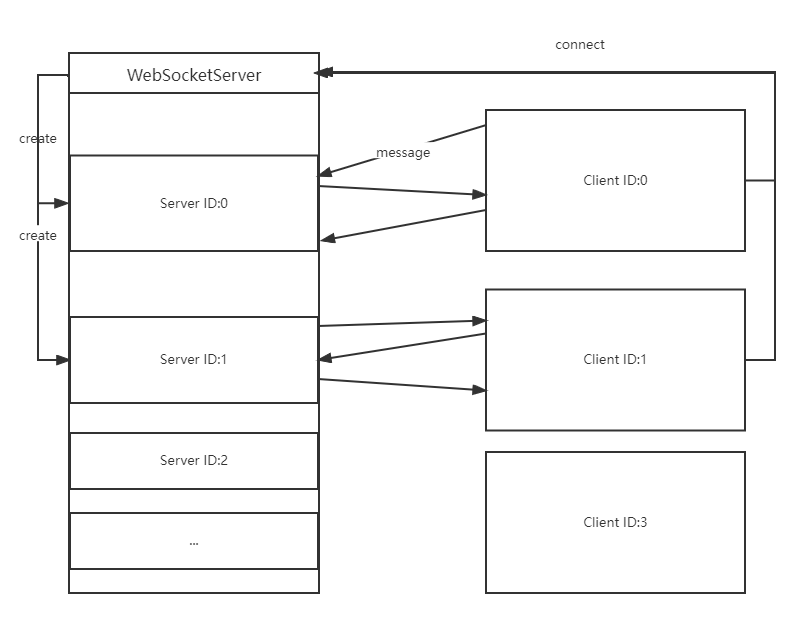 connect
WebSocketServer
create
message
Client ID:0
Server ID:0
create
Server ID:1
Client ID:1
Server ID:2
Client ID:3
...